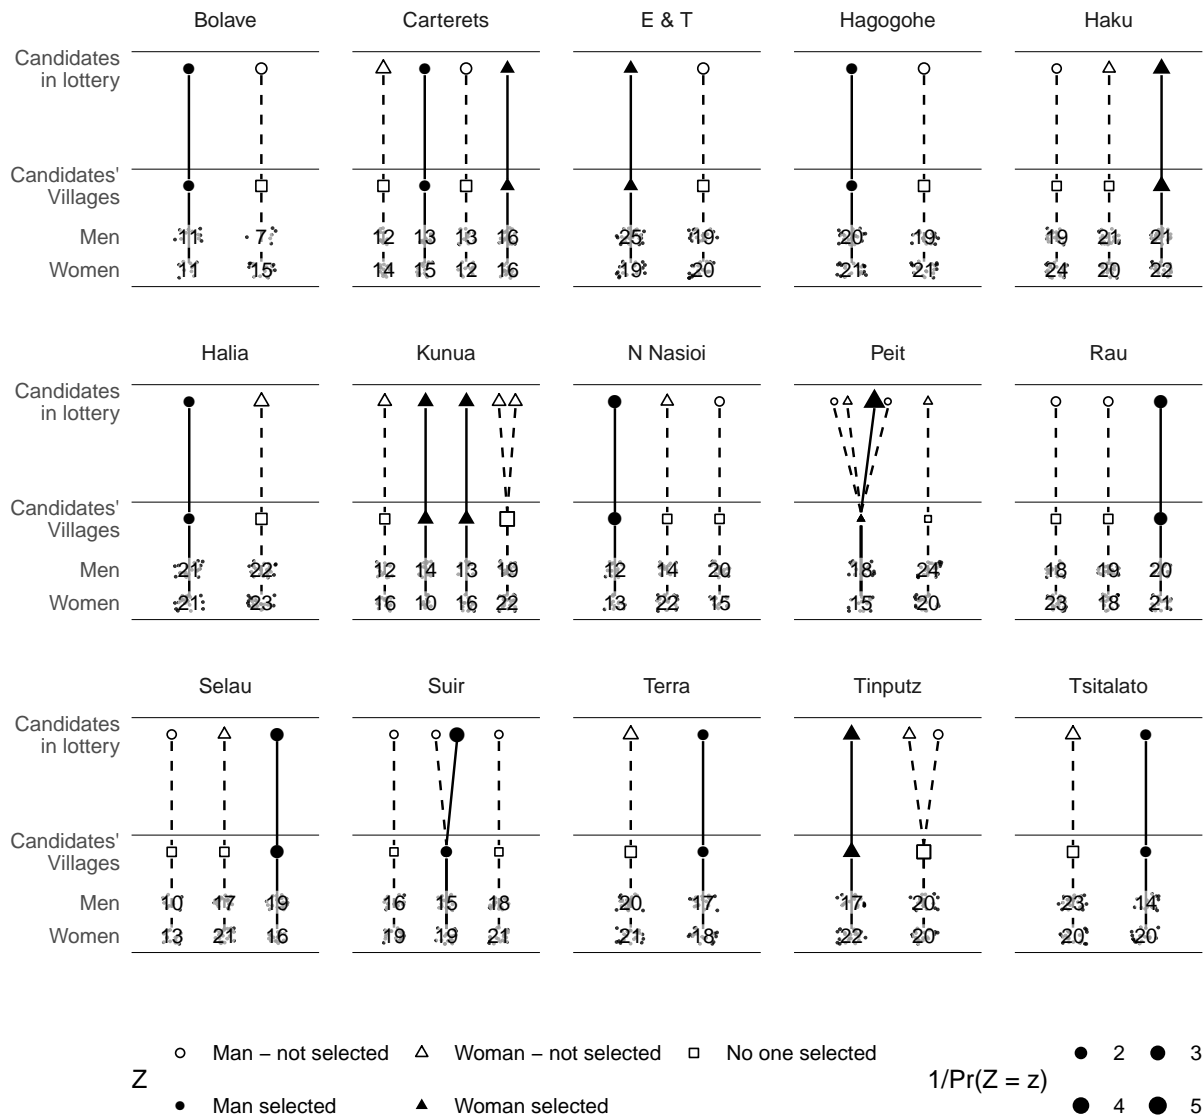 Bolave Carterets E & T Hagogohe Haku
Candidates in lottery
Candidates' Villages
Men 11 7 12 13 13 16 25 19 20 19 19 21 21
Women 11 15 14 15 12 16 19 20 21 21 24 20 22
Halia Kunua N Nasioi Peit Rau
Candidates in lottery
Candidates' Villages
Men 21 22 12 14 13 19 12 14 20 18 24 18 19 20
Women 21 23 16 10 16 22 13 22 15 15 20 23 18 21
Selau Suir Terra Tinputz Tsitalato
Candidates in lottery
Candidates' Villages
Men 10 17 19 16 15 18 20 17 17 20 23 14
Women 13 21 16 19 19 21 21 18 22 20 20 20
Z
Man − not selected Woman − not selected No one selected
Man selected Woman selected
1/Pr(Z = z)
2 3
4 5